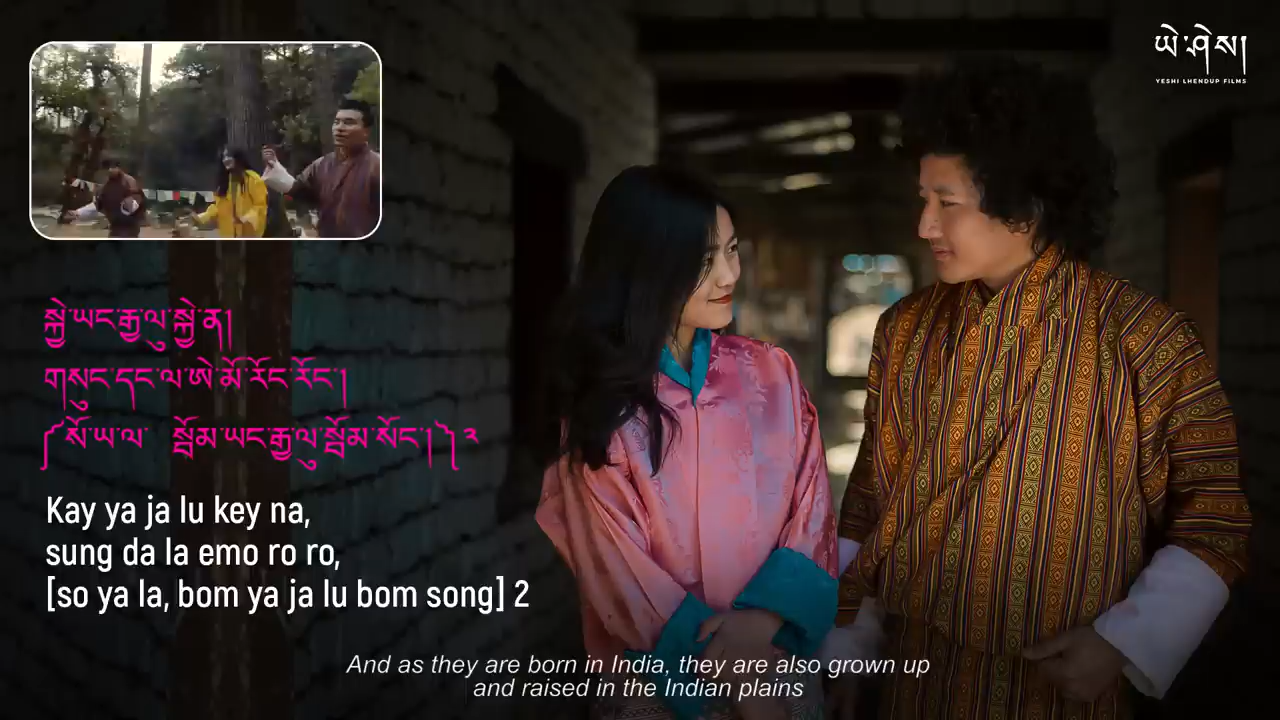 ཡེ་ཤེས།
YESHI LHENDUP FILMS
སྐྱེ་ཡང་རྒྱ་ལུ་སྐྱེ་ན།
གསུང་དང་ལ་ཨེ་མོ་རོང་རོང་།
༼སོ་ཡ་ལ་ སྦོམ་ཡང་རྒྱ་ལུ་སྦོམ་སོང་།༽༢
Kay ya ja lu key na,
sung da la emo ro ro,
[so ya la, bom ya ja lu bom song] 2
And as they are born in India, they are also grown up
and raised in the Indian plains